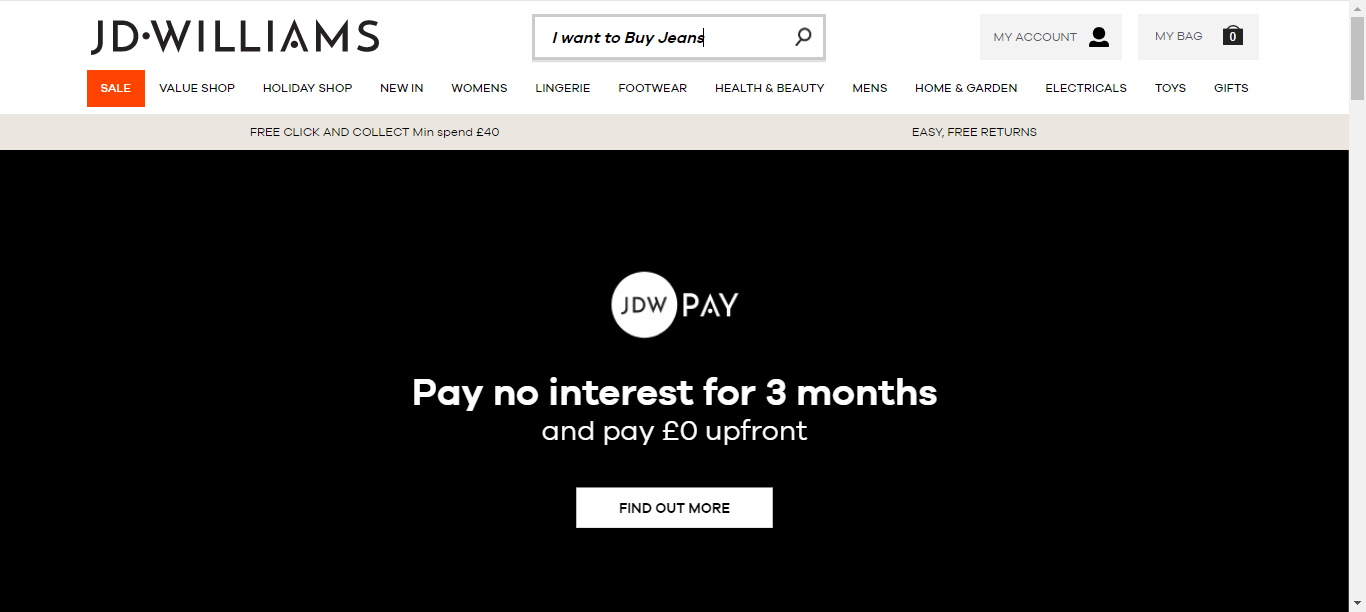 JD·WILLIAMS
I want to Buy Jeans
MY ACCOUNT
MY BAG
0
SALE VALUE SHOP HOLIDAY SHOP NEW IN WOMENS LINGERIE FOOTWEAR HEALTH & BEAUTY MENS HOME & GARDEN ELECTRICALS TOYS GIFTS
FREE CLICK AND COLLECT Min spend £40
EASY, FREE RETURNS
JDW PAY
Pay no interest for 3 months
and pay £0 upfront
FIND OUT MORE